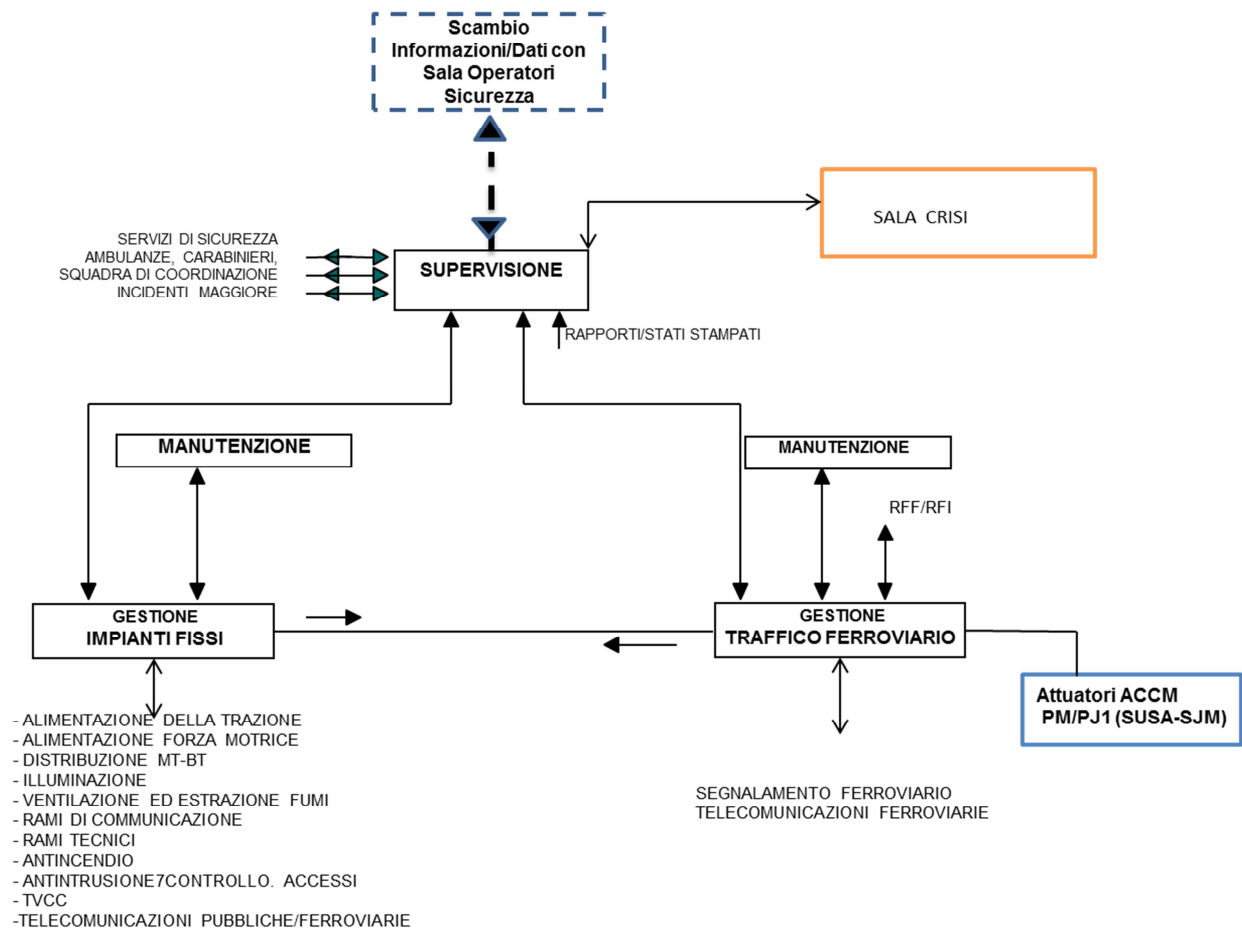 Scambio
Informazioni/Dati con
Sala Operatori
Sicurezza
SALA CRISI
SERVIZI DI SICUREZZA
AMBULANZE, CARABINIERI,
SQUADRA DI COORDINAZIONE
INCIDENTI MAGGIORE
SUPERVISIONE
RAPPORTI/STATI STAMPATI
MANUTENZIONE
MANUTENZIONE
RFF/RFI
GESTIONE
IMPIANTI FISSI
GESTIONE
TRAFFICO FERROVIARIO
Attuatori ACCM
PM/PJ1 (SUSA-SJM)
- ALIMENTAZIONE DELLA TRAZIONE
- ALIMENTAZIONE FORZA MOTRICE
- DISTRIBUZIONE MT-BT
- ILLUMINAZIONE
- VENTILAZIONE ED ESTRAZIONE FUMI
- RAMI DI COMMUNICAZIONE
- RAMI TECNICI
- ANTINCENDIO
- ANTINTRUSIONE7CONTROLLO. ACCESSI
- TVCC
-TELECOMUNICAZIONI PUBBLICHE/FERROVIARIE
SEGNALAMENTO FERROVIARIO
TELECOMUNICAZIONI FERROVIARIE